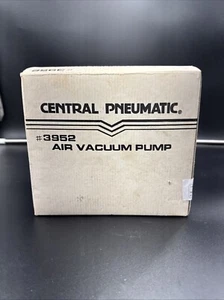 CENTRAL PNEUMATIC®
#3952
AIR VACUUM PUMP